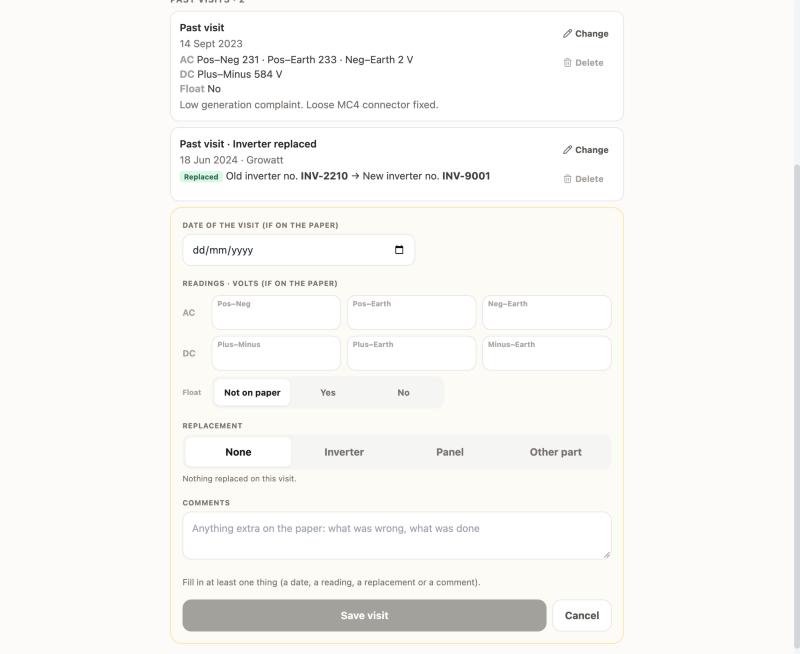 PAST VISITS · 2
Past visit
14 Sept 2023
AC Pos–Neg 231 · Pos–Earth 233 · Neg–Earth 2 V
DC Plus–Minus 584 V
Float No
Low generation complaint. Loose MC4 connector fixed.
Change
Delete
Past visit · Inverter replaced
18 Jun 2024 · Growatt
Replaced Old inverter no. INV-2210 → New inverter no. INV-9001
Change
Delete
DATE OF THE VISIT (IF ON THE PAPER)
dd/mm/yyyy
READINGS · VOLTS (IF ON THE PAPER)
AC Pos–Neg Pos–Earth Neg–Earth
DC Plus–Minus Plus–Earth Minus–Earth
Float Not on paper Yes No
REPLACEMENT
None Inverter Panel Other part
Nothing replaced on this visit.
COMMENTS
Anything extra on the paper: what was wrong, what was done
Fill in at least one thing (a date, a reading, a replacement or a comment).
Save visit Cancel